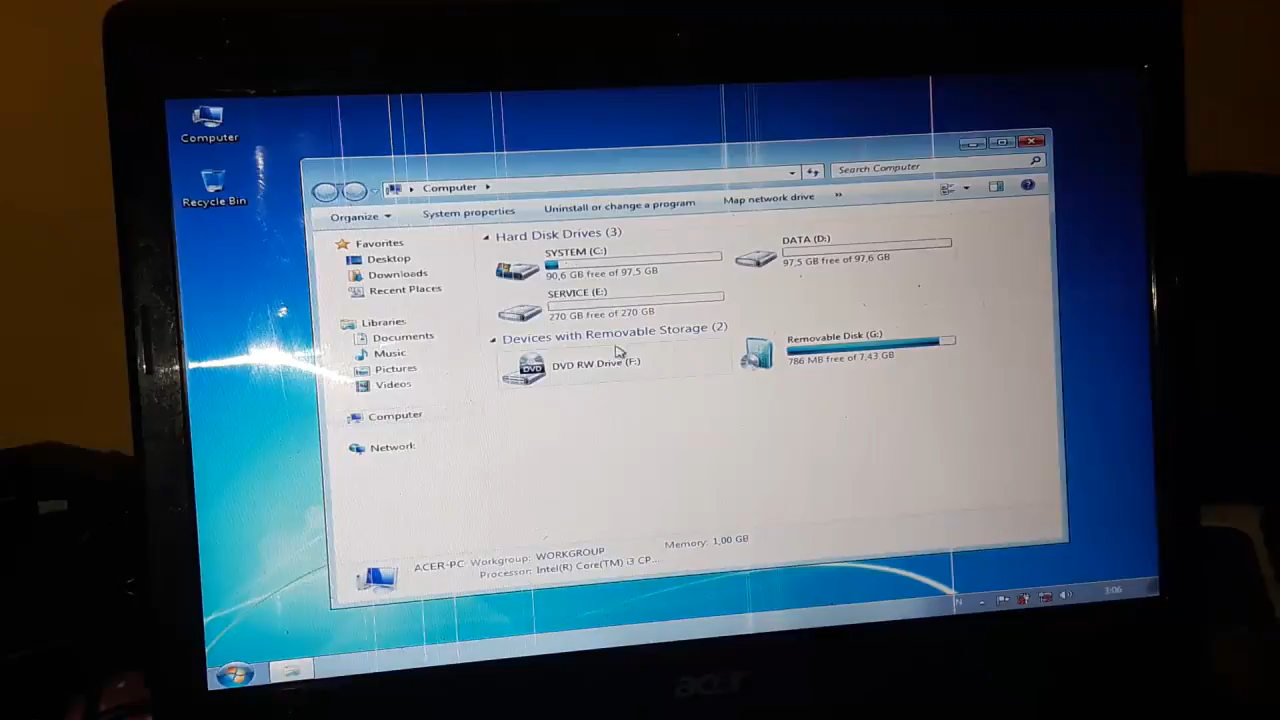 Computer
Recycle Bin
Computer
Search Computer
Organize
System properties
Uninstall or change a program
Map network drive
»
Favorites
Desktop
Downloads
Recent Places
Libraries
Documents
Music
Pictures
Videos
Computer
Network
Hard Disk Drives (3)
SYSTEM (C:)
90,6 GB free of 97,5 GB
DATA (D:)
97,5 GB free of 97,6 GB
SERVICE (E:)
270 GB free of 270 GB
Devices with Removable Storage (2)
DVD
DVD RW Drive (F:)
Removable Disk (G:)
786 MB free of 7,43 GB
ACER-PC Workgroup: WORKGROUP
Memory: 1,00 GB
Processor: Intel(R) Core(TM) i3 CP...
3:06
acer